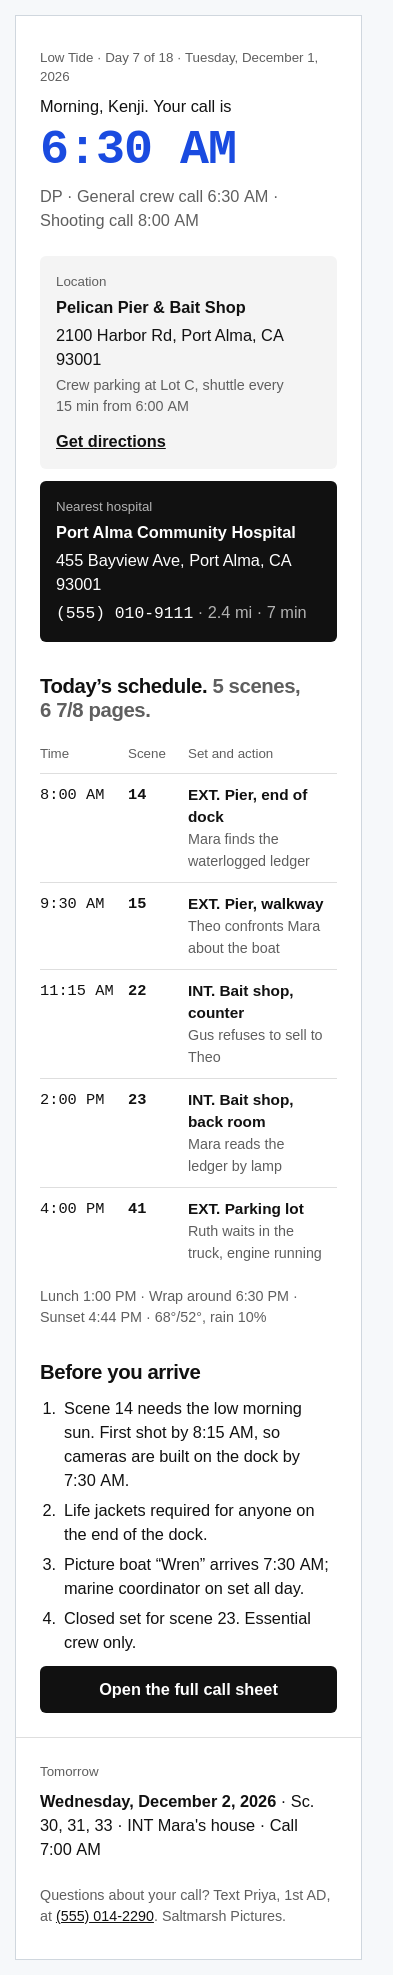 Low Tide · Day 7 of 18 · Tuesday, December 1,
2026
Morning, Kenji. Your call is
6:30 AM
DP · General crew call 6:30 AM ·
Shooting call 8:00 AM
Location
Pelican Pier & Bait Shop
2100 Harbor Rd, Port Alma, CA
93001
Crew parking at Lot C, shuttle every
15 min from 6:00 AM
Get directions
Nearest hospital
Port Alma Community Hospital
455 Bayview Ave, Port Alma, CA
93001
(555) 010-9111 · 2.4 mi · 7 min
Today’s schedule. 5 scenes,
6 7/8 pages.
Time Scene Set and action
8:00 AM 14 EXT. Pier, end of
dock
Mara finds the
waterlogged ledger
9:30 AM 15 EXT. Pier, walkway
Theo confronts Mara
about the boat
11:15 AM 22 INT. Bait shop,
counter
Gus refuses to sell to
Theo
2:00 PM 23 INT. Bait shop,
back room
Mara reads the
ledger by lamp
4:00 PM 41 EXT. Parking lot
Ruth waits in the
truck, engine running
Lunch 1:00 PM · Wrap around 6:30 PM ·
Sunset 4:44 PM · 68°/52°, rain 10%
Before you arrive
1. Scene 14 needs the low morning
sun. First shot by 8:15 AM, so
cameras are built on the dock by
7:30 AM.
2. Life jackets required for anyone on
the end of the dock.
3. Picture boat “Wren” arrives 7:30 AM;
marine coordinator on set all day.
4. Closed set for scene 23. Essential
crew only.
Open the full call sheet
Tomorrow
Wednesday, December 2, 2026 · Sc.
30, 31, 33 · INT Mara's house · Call
7:00 AM
Questions about your call? Text Priya, 1st AD,
at (555) 014-2290. Saltmarsh Pictures.